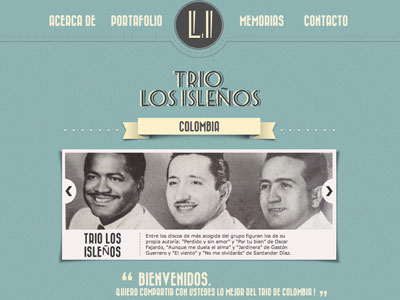 ACERCA DE PORTAFOLIO L.I MEMORIAS CONTACTO
TRIO
LOS ISLEÑOS
COLOMBIA
TRIO LOS
ISLEÑOS
Entre los discos de más acogida del grupo figuran los de su
propia autoría: "Perdido y sin amor" y "Por tu bien" de Oscar
Fajardo, "Aunque me duela el alma" y "Jardinera" de Gastón
Guerrero y "El viento" y "No me olvidarás" de Santander Díaz.
“ BIENVENIDOS.
QUIERO COMPARTIR CON USTEDES LO MEJOR DEL TRIO DE COLOMBIA! ”